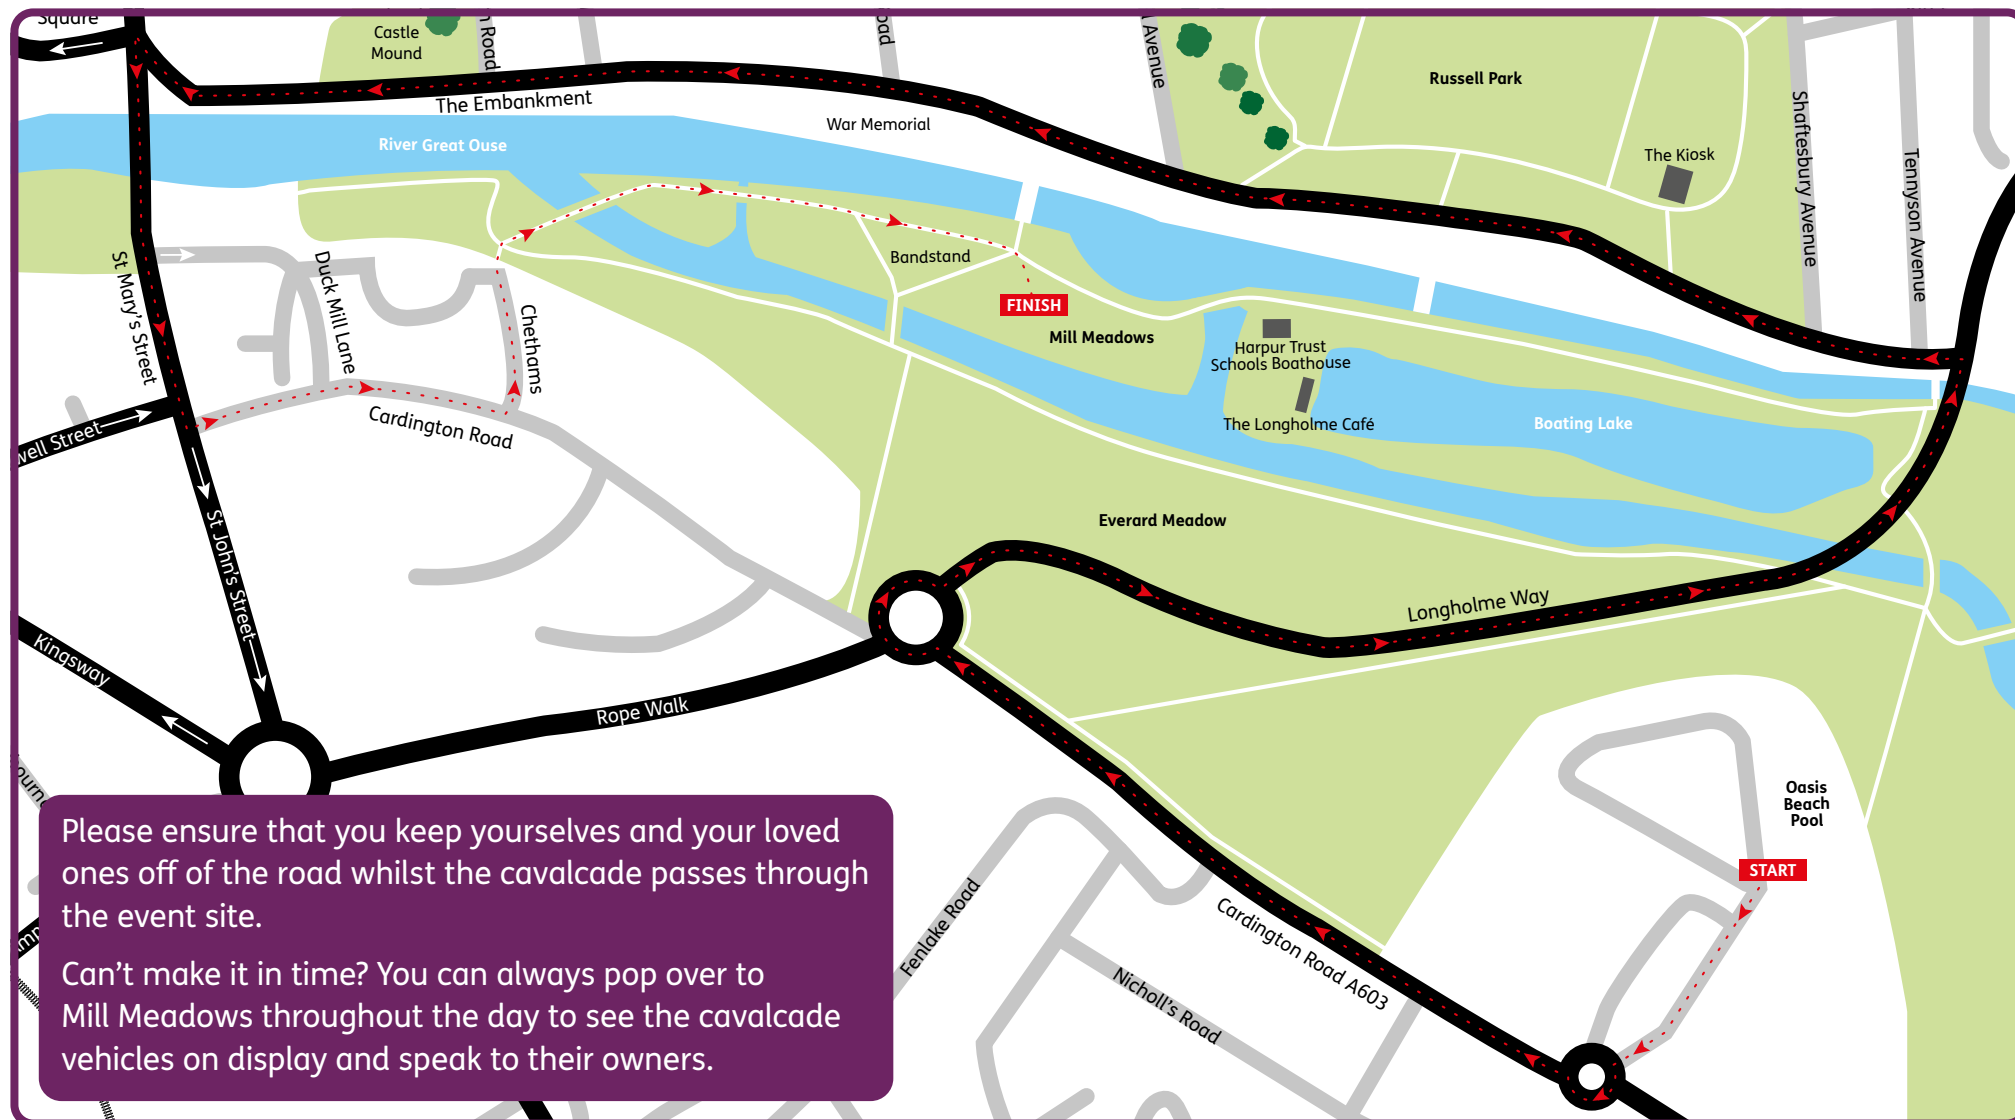 Square
Castle
Mound
Road
Avenue
Russell Park
The Embankment
War Memorial
River Great Ouse
The Kiosk
Shaftesbury Avenue
Tennyson Avenue
St Mary's Street
Duck Mill Lane
Chethams
Bandstand
FINISH
Mill Meadows
Harpur Trust
Schools Boathouse
The Longholme Café
Boating Lake
Cardington Road
St John's Street
Everard Meadow
Longholme Way
Kingsway
Rope Walk
Oasis
Beach
Pool
START
Fenlake Road
Nicholl's Road
Cardington Road A603
Please ensure that you keep yourselves and your loved
ones off of the road whilst the cavalcade passes through
the event site.
Can't make it in time? You can always pop over to
Mill Meadows throughout the day to see the cavalcade
vehicles on display and speak to their owners.